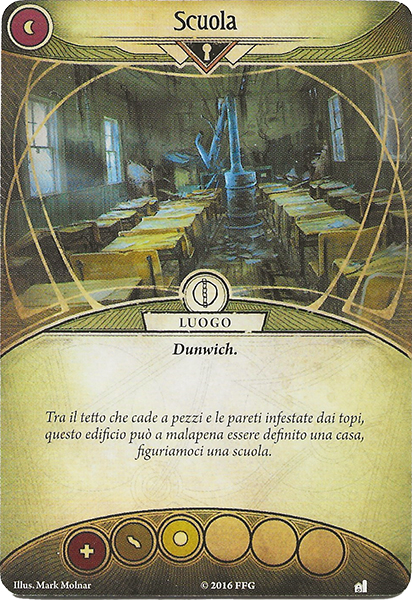 Scuola
LUOGO
Dunwich.
Tra il tetto che cade a pezzi e le pareti infestate dai topi,
questo edificio può a malapena essere definito una casa,
figuriamoci una scuola.
Illus. Mark Molnar
© 2016 FFG